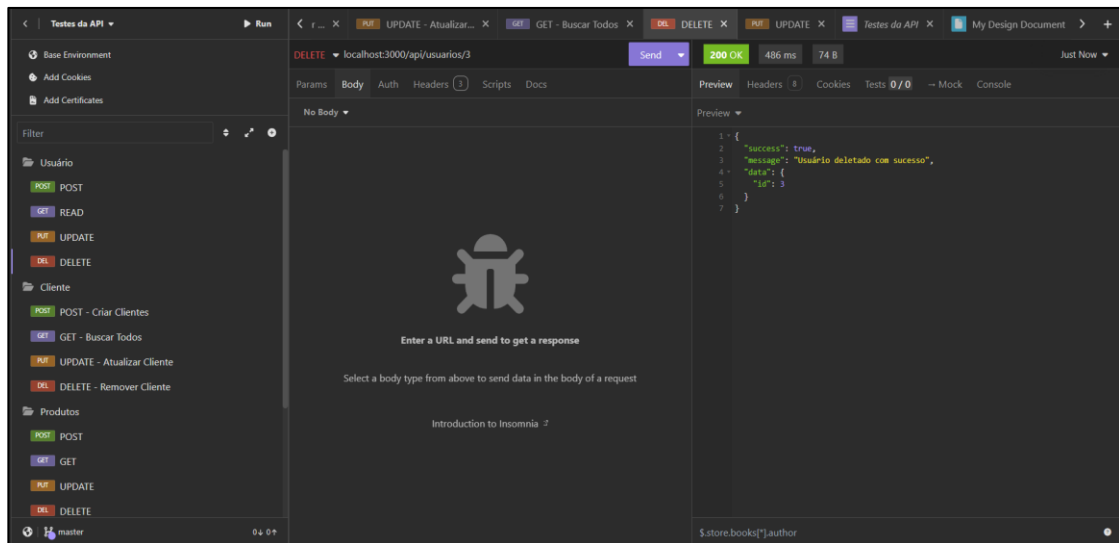 Testes da API
Run
Base Environment
Add Cookies
Add Certificates
Filter
Usuário
POST POST
GET READ
PUT UPDATE
DEL DELETE
Cliente
POST POST - Criar Clientes
GET GET - Buscar Todos
PUT UPDATE - Atualizar Cliente
DEL DELETE - Remover Cliente
Produtos
POST POST
GET GET
PUT UPDATE
DEL DELETE
master 0↓ 0↑
r ... PUT UPDATE - Atualizar... GET GET - Buscar Todos DEL DELETE PUT UPDATE Testes da API My Design Document
DELETE localhost:3000/api/usuarios/3 Send
Params Body Auth Headers 3 Scripts Docs
No Body
Enter a URL and send to get a response
Select a body type from above to send data in the body of a request
Introduction to Insomnia
200 OK 486 ms 74 B Just Now
Preview Headers 8 Cookies Tests 0 / 0 → Mock Console
Preview
1 {
2 "success": true,
3 "message": "Usuário deletado com sucesso",
4 "data": {
5 "id": 3
6 }
7 }
$.store.books[*].author